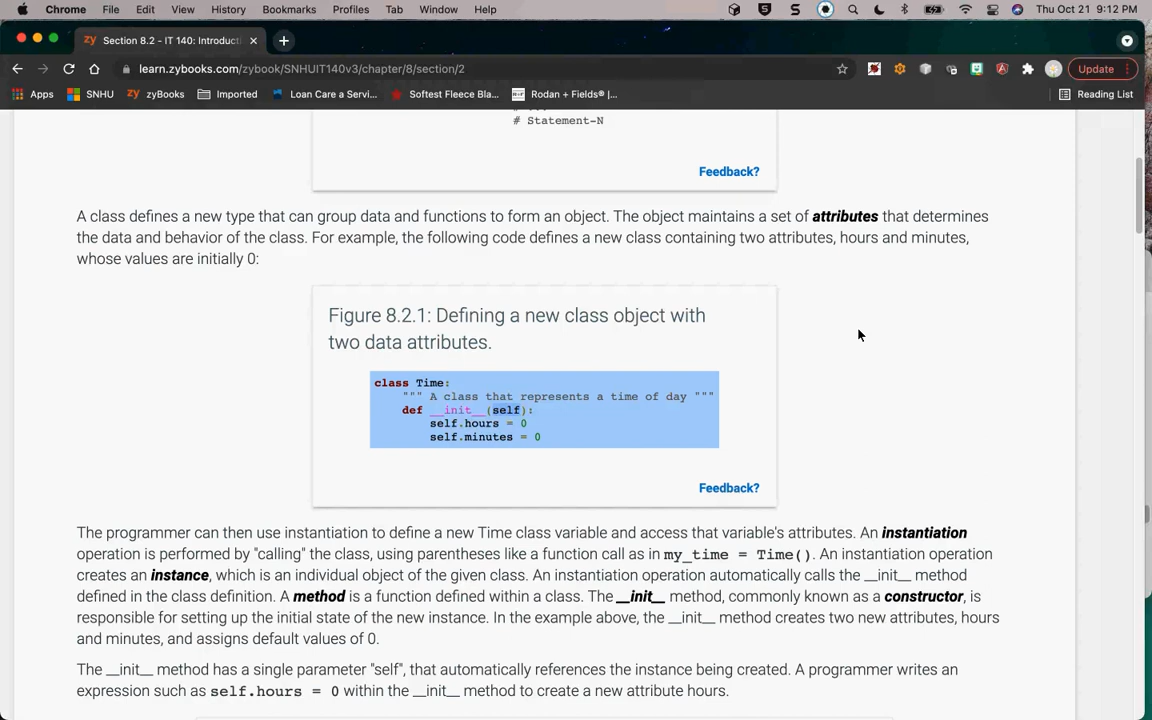 Chrome File Edit View History Bookmarks Profiles Tab Window Help Thu Oct 21 9:12 PM
zy Section 8.2 - IT 140: Introducti
learn.zybooks.com/zybook/SNHUIT140v3/chapter/8/section/2 Update
Apps SNHU zy zyBooks Imported Loan Care a Servi... Softest Fleece Bla... R+F Rodan + Fields® |... Reading List
# Statement-N
Feedback?
A class defines a new type that can group data and functions to form an object. The object maintains a set of attributes that determines
the data and behavior of the class. For example, the following code defines a new class containing two attributes, hours and minutes,
whose values are initially 0:
Figure 8.2.1: Defining a new class object with
two data attributes.
class Time:
""" A class that represents a time of day """
def __init__(self):
self.hours = 0
self.minutes = 0
Feedback?
The programmer can then use instantiation to define a new Time class variable and access that variable's attributes. An instantiation
operation is performed by "calling" the class, using parentheses like a function call as in my_time = Time(). An instantiation operation
creates an instance, which is an individual object of the given class. An instantiation operation automatically calls the __init__ method
defined in the class definition. A method is a function defined within a class. The __init__ method, commonly known as a constructor, is
responsible for setting up the initial state of the new instance. In the example above, the __init__ method creates two new attributes, hours
and minutes, and assigns default values of 0.
The __init__ method has a single parameter "self", that automatically references the instance being created. A programmer writes an
expression such as self.hours = 0 within the __init__ method to create a new attribute hours.